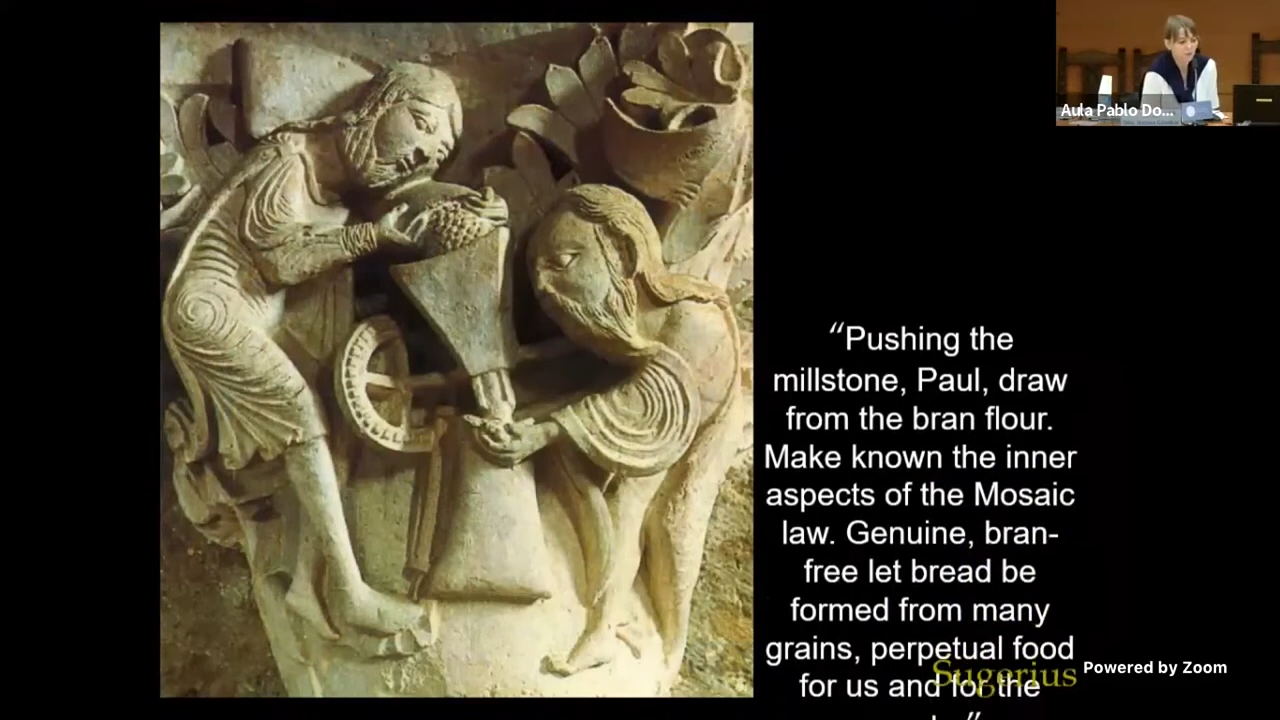 Aula Pablo Do...
“Pushing the
millstone, Paul, draw
from the bran flour.
Make known the inner
aspects of the Mosaic
law. Genuine, bran-
free let bread be
formed from many
grains, perpetual food
for us and for the
Sugerius
Powered by Zoom